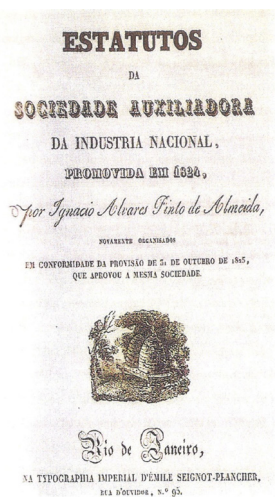 ESTATUTOS
DA
SOCIEDADE AUXILIADORA
DA INDUSTRIA NACIONAL,
PROMOVIDA EM 1824,
por Ignacio Alvares Pinto de Almeida,
NOVAMENTE ORGANISADOS
EM CONFORMIDADE DA PROVISÃO DE 31 DE OUTUBRO DE 1825,
QUE APROVOU A MESMA SOCIEDADE.
Rio de Janeiro,
NA TYPOGRAPHIA IMPERIAL D'ÉMILE SEIGNOT-PLANCHER,
RUA D'OUVIDOR, N.º 95.